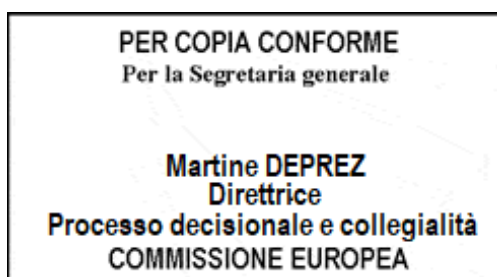 PER COPIA CONFORME
Per la Segretaria generale
Martine DEPREZ
Direttrice
Processo decisionale e collegialità
COMMISSIONE EUROPEA